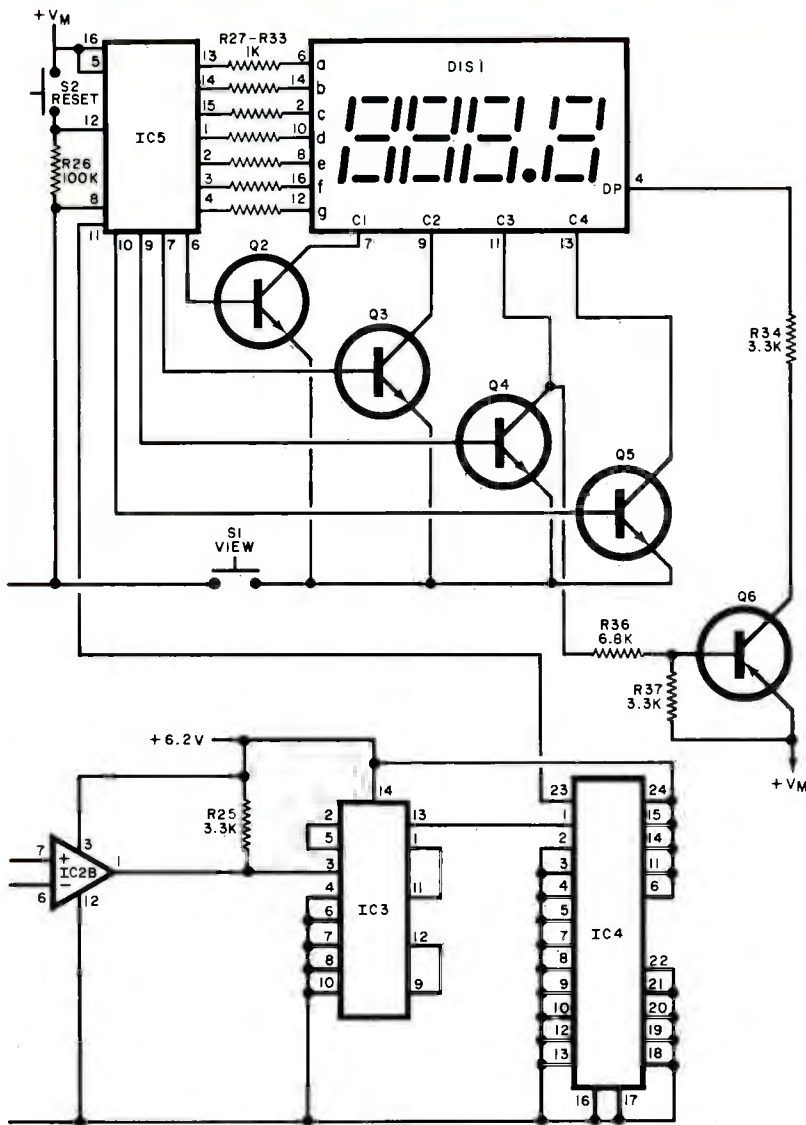 +VM
16
5
S2
RESET
12
R26
100K
8
11
IC5
13
14
15
1
2
3
4
10
9
7
6
R27-R33
1K
6
14
2
10
8
16
12
a
b
c
d
e
f
g
DIS1
888.8
DP
4
C1
C2
C3
C4
7
9
11
13
Q2
Q3
Q4
Q5
R34
3.3K
S1
VIEW
Q6
R36
6.8K
R37
3.3K
+VM
+6.2V
R25
3.3K
7
+
IC2B
6
-
3
1
12
14
2
5
3
4
6
7
8
10
IC3
13
1
11
12
9
23
1
2
3
4
5
7
8
9
10
12
13
IC4
24
15
14
11
6
22
21
20
19
18
16
17